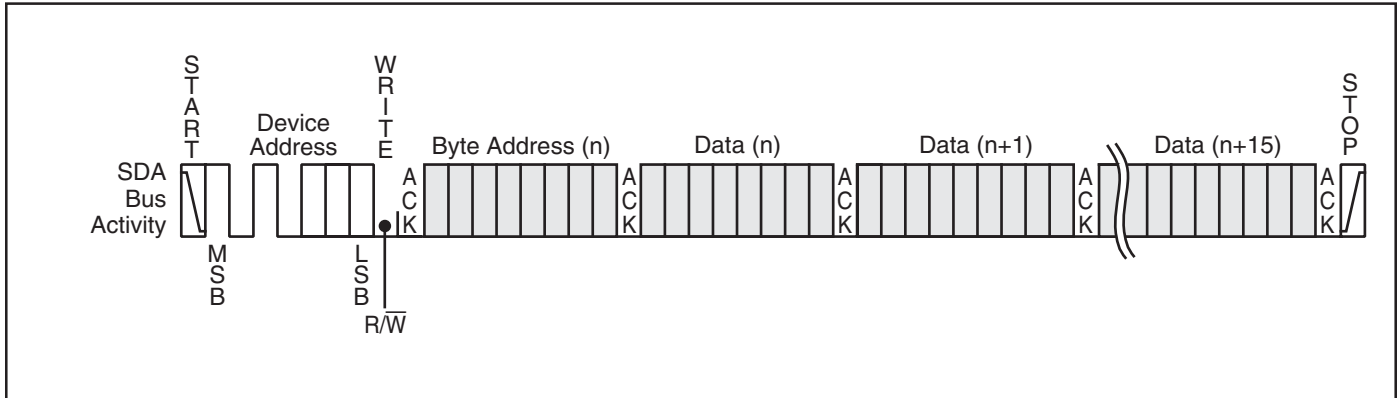 START
WRITE
STOP
Device
Address
Byte Address (n)
Data (n)
Data (n+1)
Data (n+15)
SDA
Bus
Activity
ACK
ACK
ACK
ACK
ACK
MSB
LSB
R/W̅